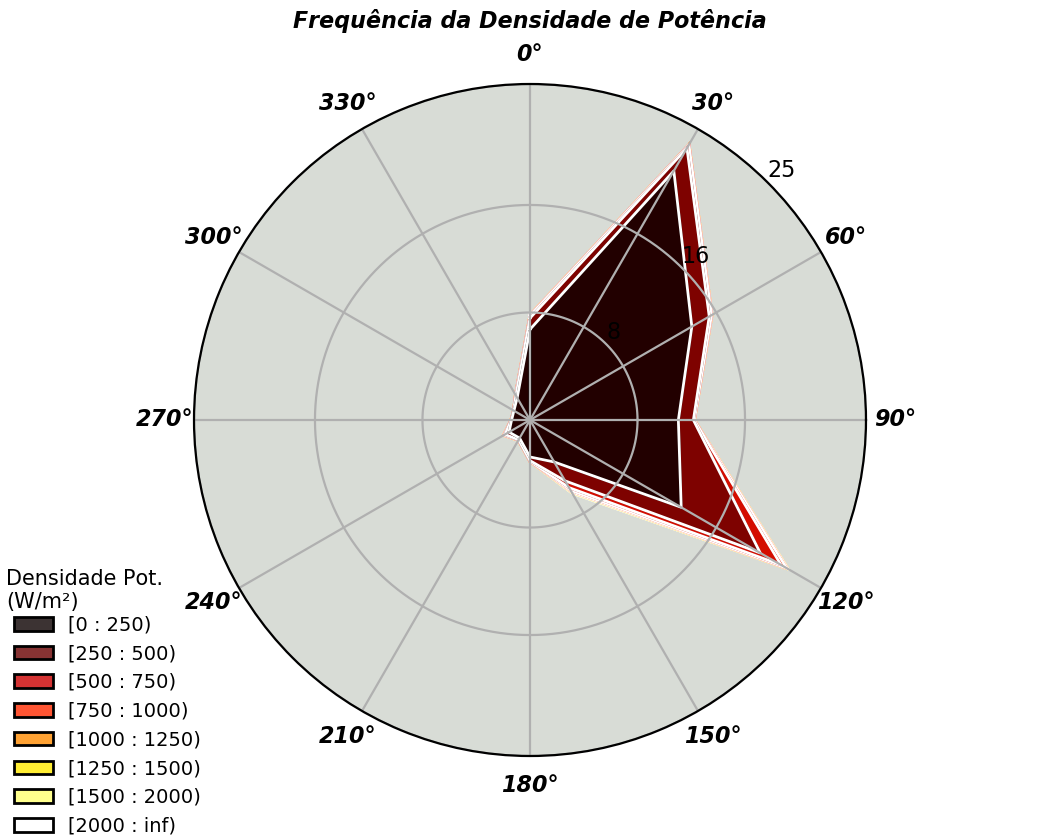 Frequência da Densidade de Potência
0°
330°
30°
25
300°
60°
16
8
270°
90°
240°
120°
210°
150°
180°
Densidade Pot.
(W/m²)
[0 : 250)
[250 : 500)
[500 : 750)
[750 : 1000)
[1000 : 1250)
[1250 : 1500)
[1500 : 2000)
[2000 : inf)